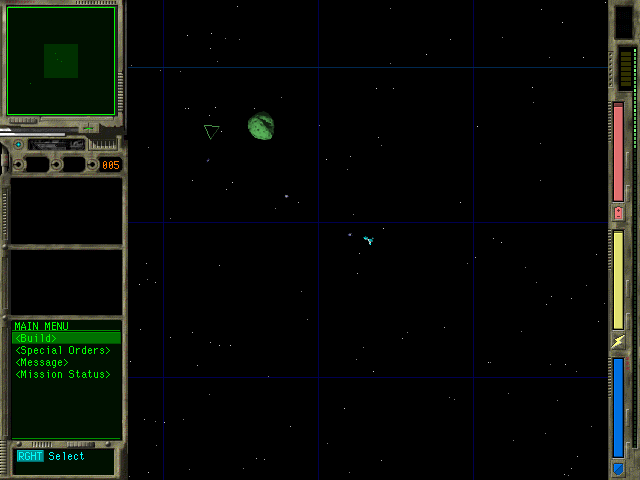 005
MAIN MENU
<Build>
<Special Orders>
<Message>
<Mission Status>
RGHT Select